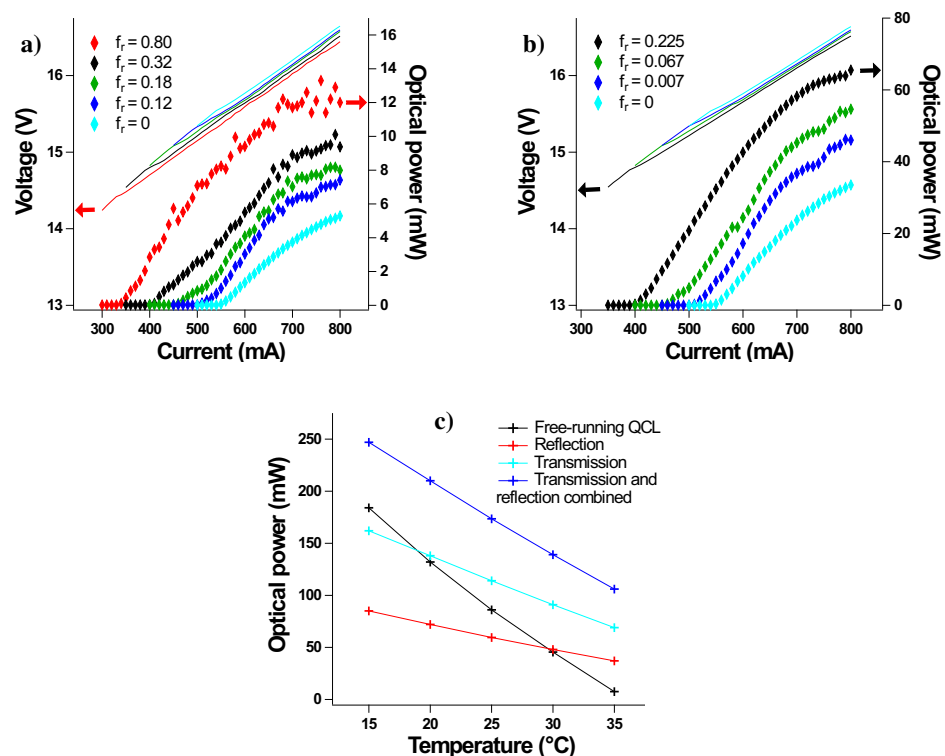 a)
f_r = 0.80
f_r = 0.32
f_r = 0.18
f_r = 0.12
f_r = 0
Voltage (V)
16
15
14
13
300 400 500 600 700 800
Current (mA)
16
14
12
10
8
6
4
2
0
Optical power (mW)
b)
f_r = 0.225
f_r = 0.067
f_r = 0.007
f_r = 0
Voltage (V)
16
15
14
13
300 400 500 600 700 800
Current (mA)
80
60
40
20
0
Optical power (mW)
c)
Free-running QCL
Reflection
Transmission
Transmission and
reflection combined
Optical power (mW)
250
200
150
100
50
0
15 20 25 30 35
Temperature (°C)